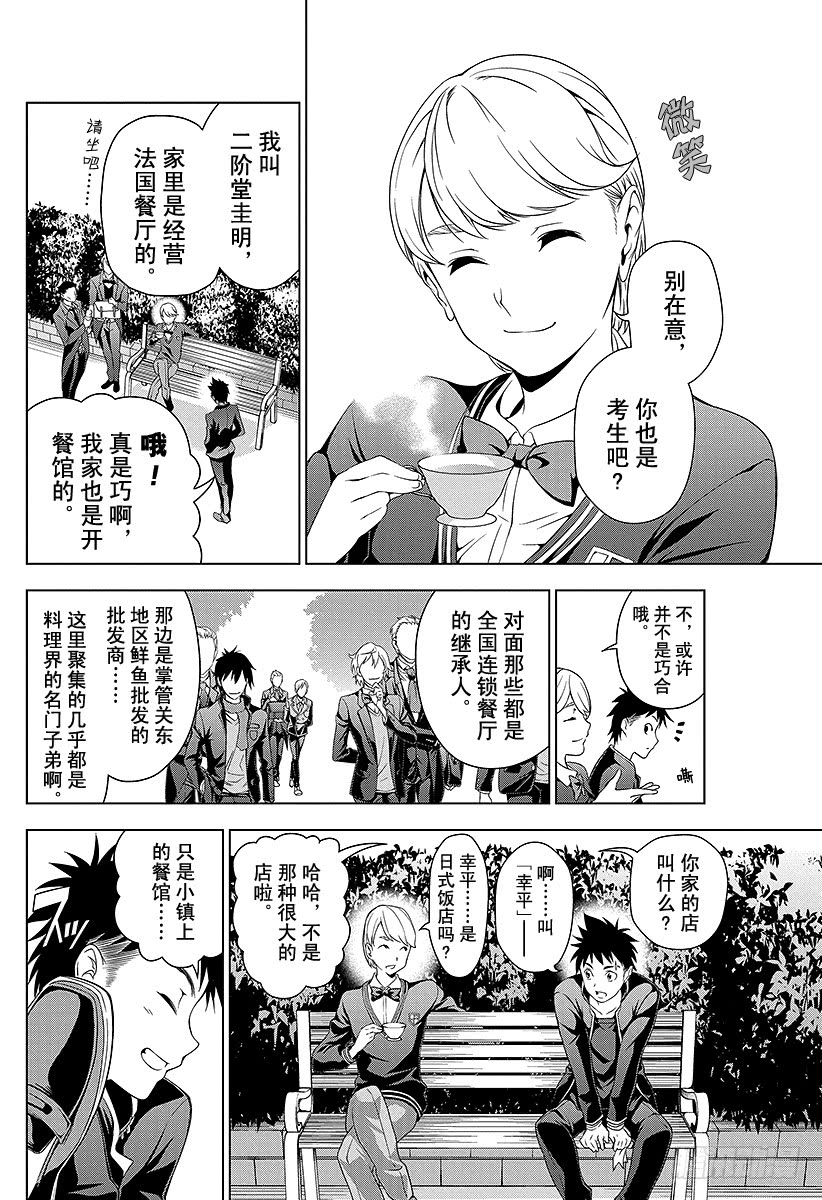 微笑
别在意，
你也是
考生吧？
我叫
二阶堂圭明，
家里是经营
法国餐厅的。
请坐吧……
哦！
真是巧啊，
我家也是开
餐馆的。
不，或许
并不是巧合
哦。
嘶
对面那些都是
全国连锁餐厅
的继承人。
那边是掌管关东
地区鲜鱼批发的
批发商……
这里聚集的几乎都是
料理界的名门子弟啊。
你家的店
叫什么？
啊……叫
「幸平」——
幸平……是
日式饭店吗？
哈哈，不是
那种很大的
店啦。
只是小镇上
的餐馆……